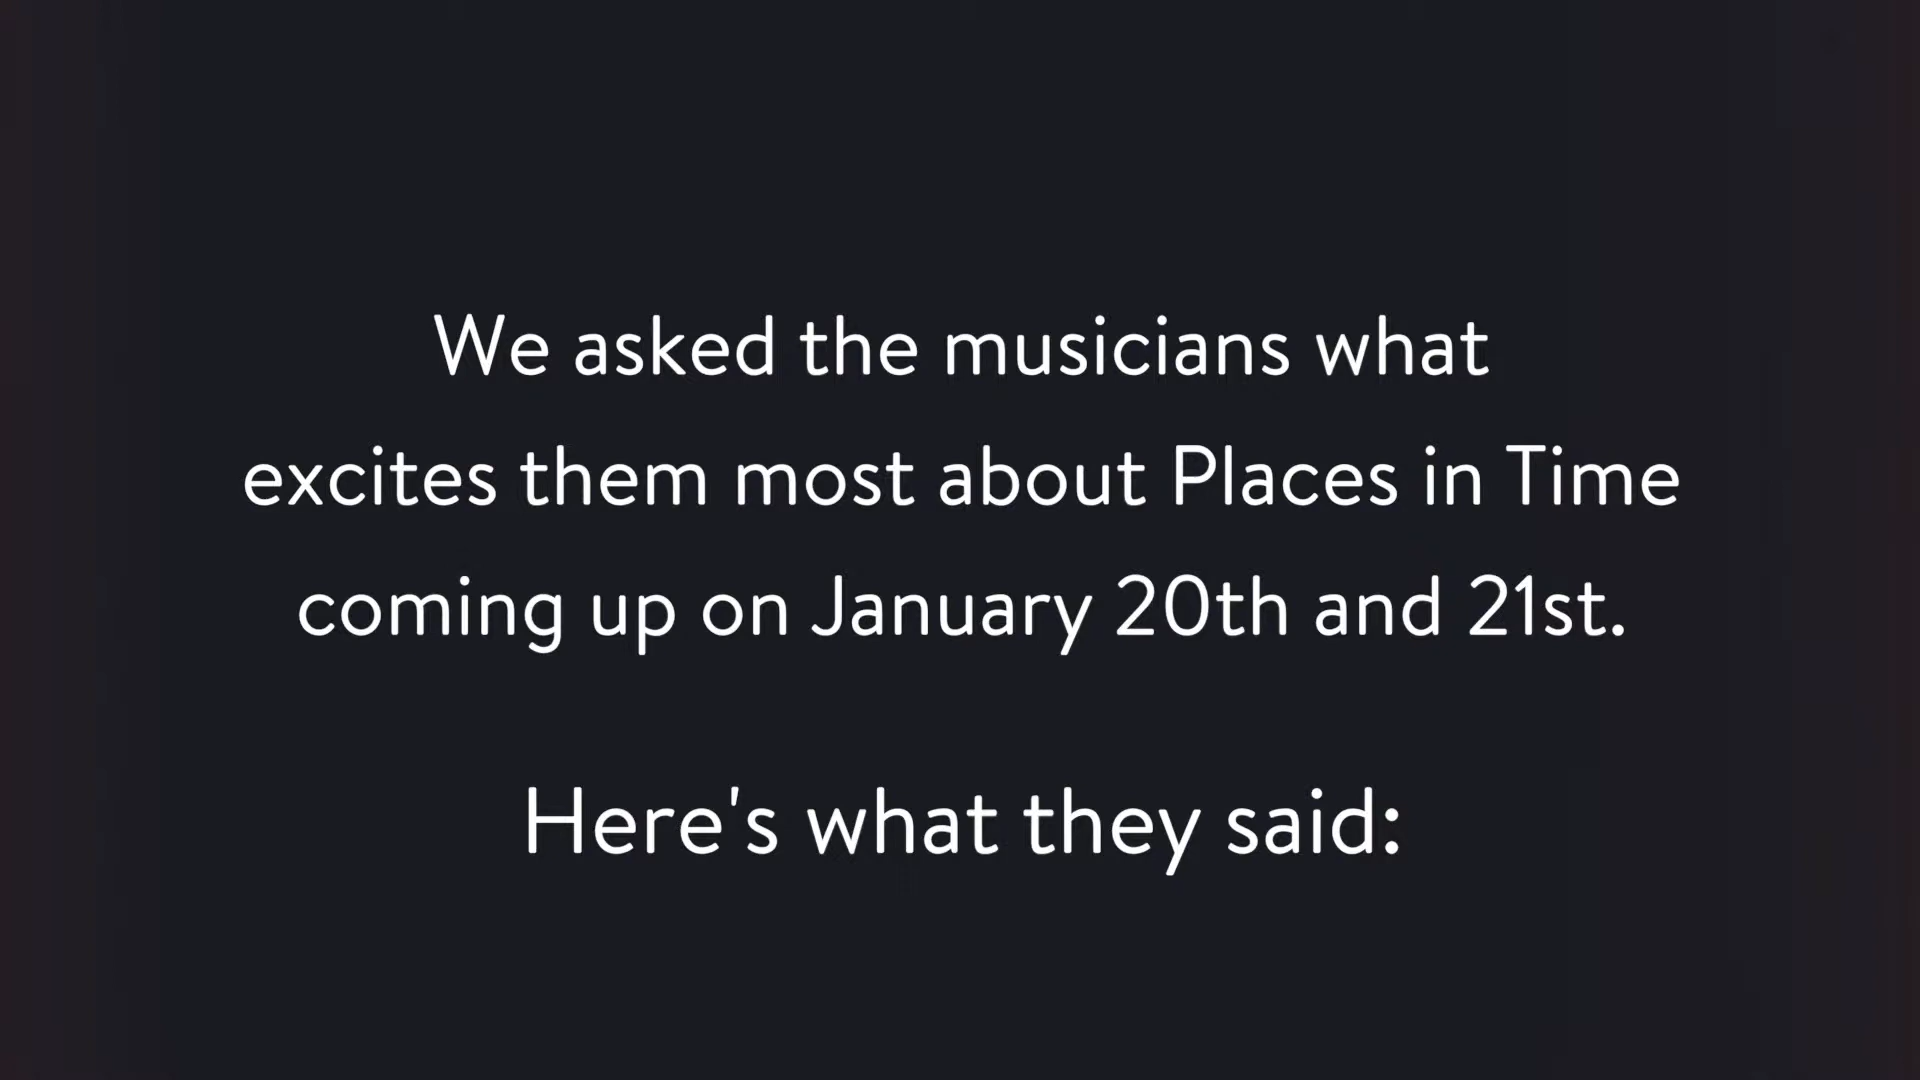 We asked the musicians what
excites them most about Places in Time
coming up on January 20th and 21st.
Here's what they said: